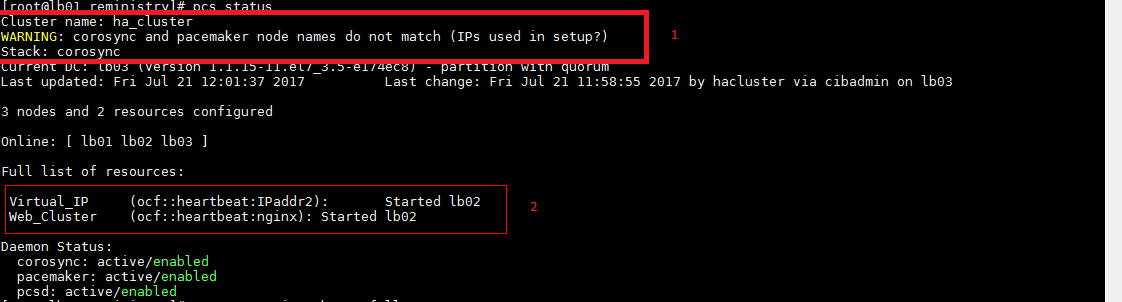 [root@lb01 reministry]# pcs status
Cluster name: ha_cluster
WARNING: corosync and pacemaker node names do not match (IPs used in setup?)
1
Stack: corosync
Current DC: lb03 (version 1.1.15-11.el7_3.5-e174ec8) - partition with quorum
Last updated: Fri Jul 21 12:01:37 2017          Last change: Fri Jul 21 11:58:55 2017 by hacluster via cibadmin on lb03
3 nodes and 2 resources configured
Online: [ lb01 lb02 lb03 ]
Full list of resources:
Virtual_IP     (ocf::heartbeat:IPaddr2):       Started lb02
2
Web_Cluster    (ocf::heartbeat:nginx): Started lb02
Daemon Status:
corosync: active/enabled
pacemaker: active/enabled
pcsd: active/enabled